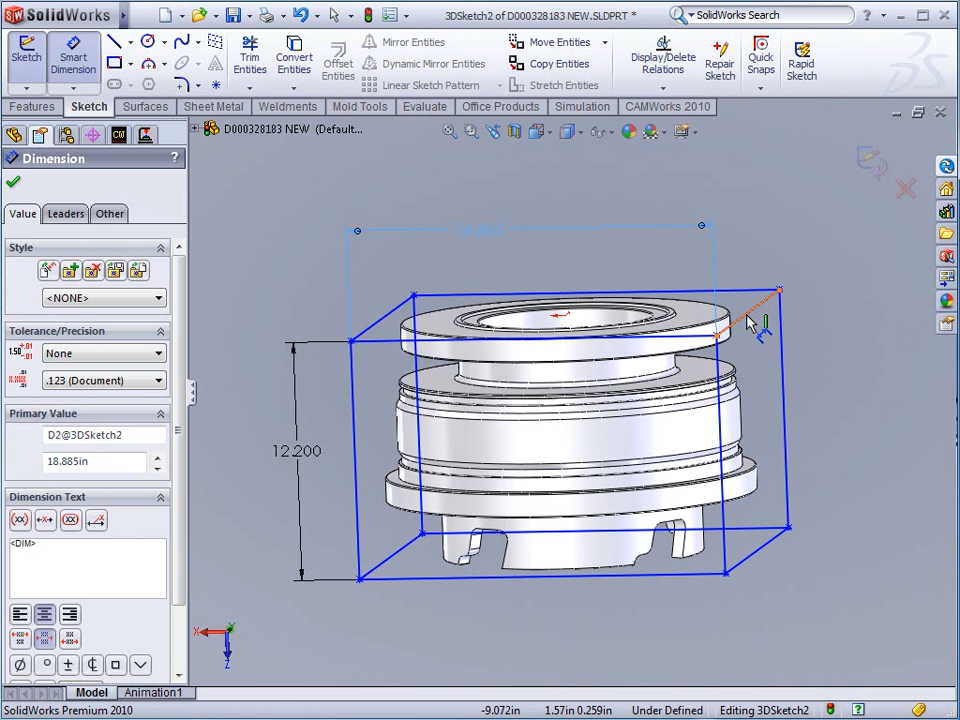 SolidWorks
3DSketch2 of D000328183 NEW.SLDPRT *
SolidWorks Search
Sketch
Smart Dimension
Trim Entities
Convert Entities
Offset Entities
Mirror Entities
Dynamic Mirror Entities
Linear Sketch Pattern
Move Entities
Copy Entities
Stretch Entities
Display/Delete Relations
Repair Sketch
Quick Snaps
Rapid Sketch
Features
Sketch
Surfaces
Sheet Metal
Weldments
Mold Tools
Evaluate
Office Products
Simulation
CAMWorks 2010
D000328183 NEW (Default...
Dimension
?
Value
Leaders
Other
Style
<NONE>
Tolerance/Precision
None
.123 (Document)
Primary Value
D2@3DSketch2
18.885in
Dimension Text
<DIM>
18.885
12.200
X
Y
Z
Model
Animation1
SolidWorks Premium 2010
-9.072in
1.57in 0.259in
Under Defined
Editing 3DSketch2